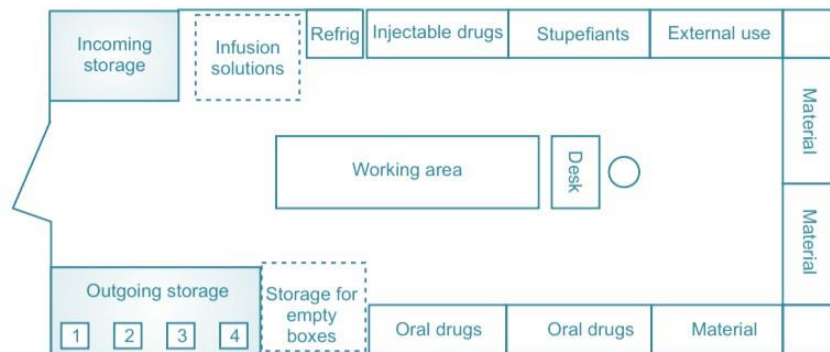 Incoming
storage
Infusion
solutions
Refrig
Injectable drugs
Stupefiants
External use
Material
Working area
Desk
Material
Outgoing storage
1
2
3
4
Storage for
empty
boxes
Oral drugs
Oral drugs
Material